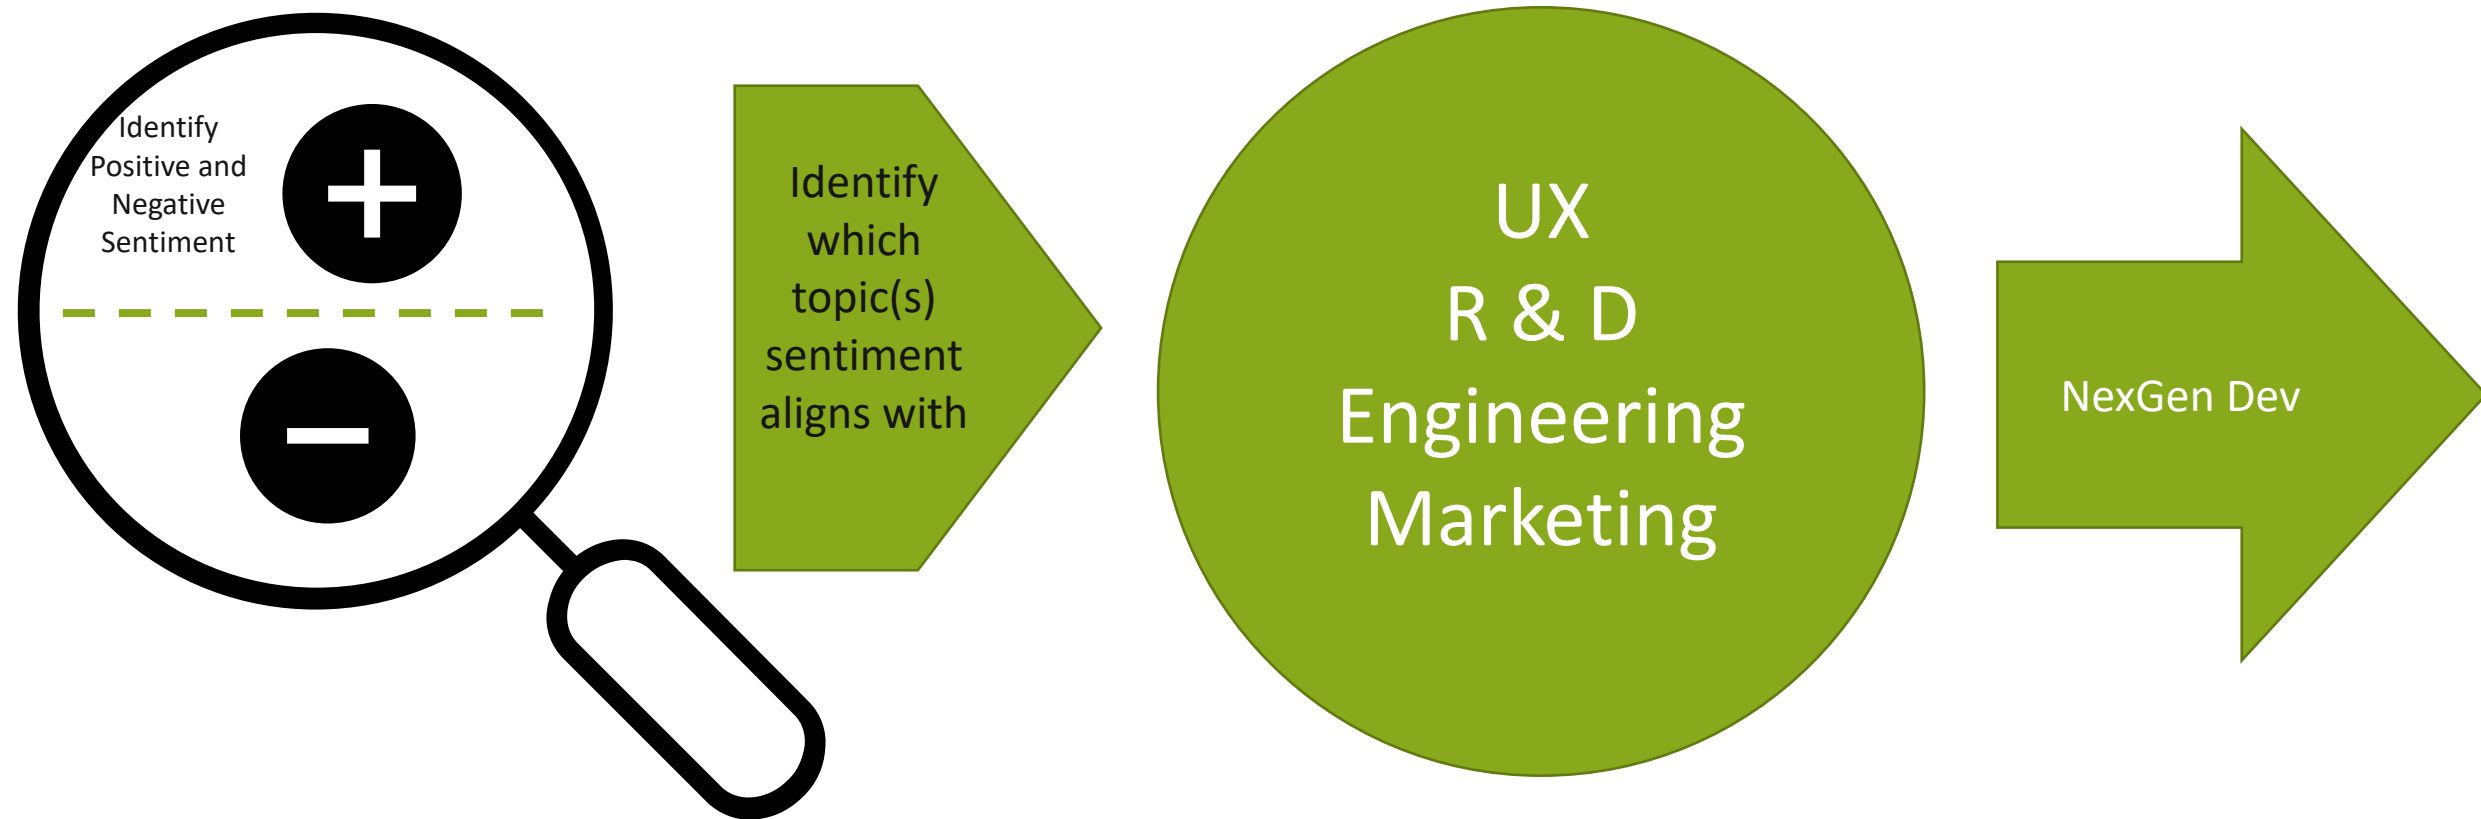 Identify
Positive and
Negative
Sentiment
Identify
which
topic(s)
sentiment
aligns with
UX
R & D
Engineering
Marketing
NexGen Dev